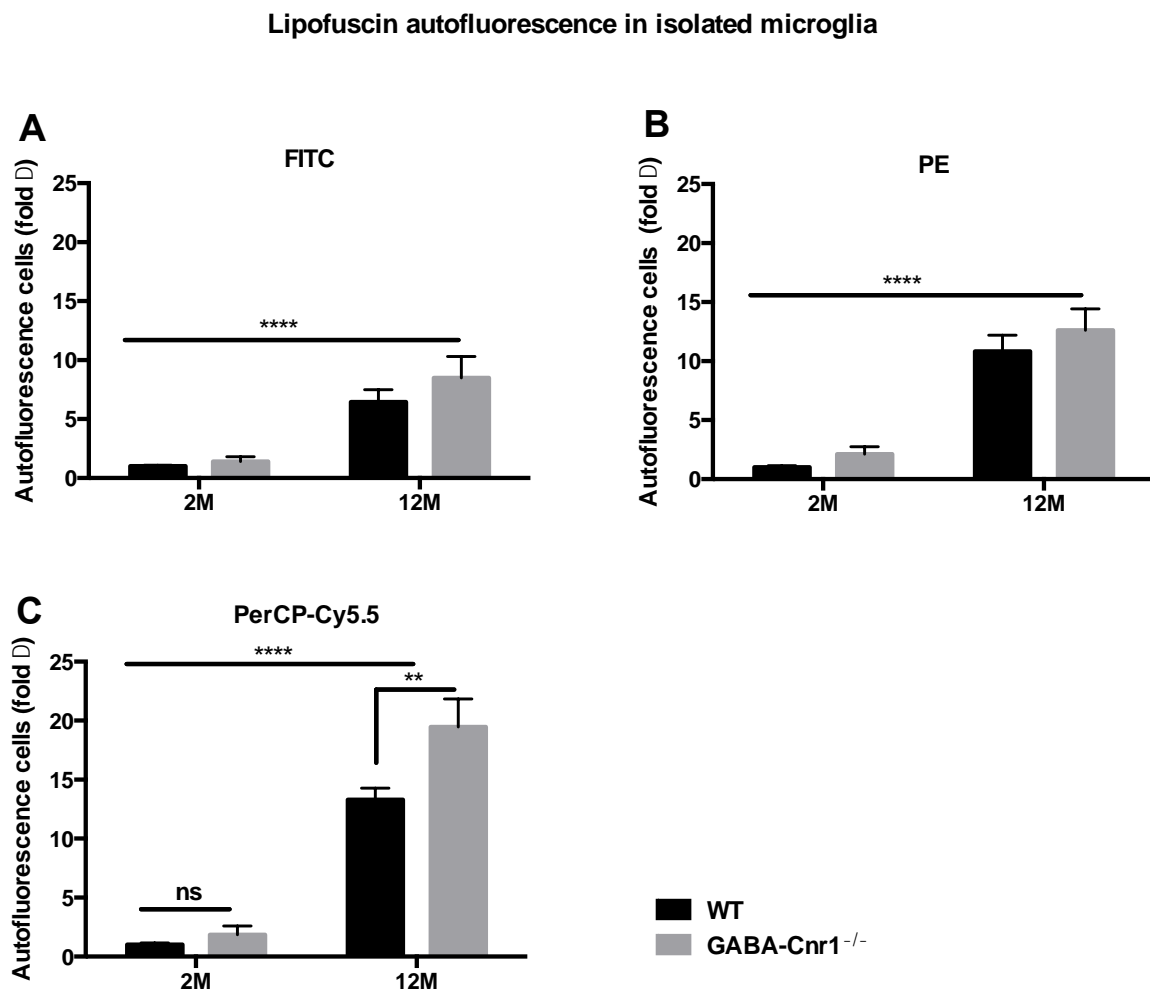 Lipofuscin autofluorescence in isolated microglia
A
FITC
Autofluorescence cells (fold D)
25
20
15
10
5
0
****
2M
12M
B
PE
Autofluorescence cells (fold D)
25
20
15
10
5
0
****
2M
12M
C
PerCP-Cy5.5
Autofluorescence cells (fold D)
25
20
15
10
5
0
****
**
ns
2M
12M
WT
GABA-Cnr1⁻/⁻